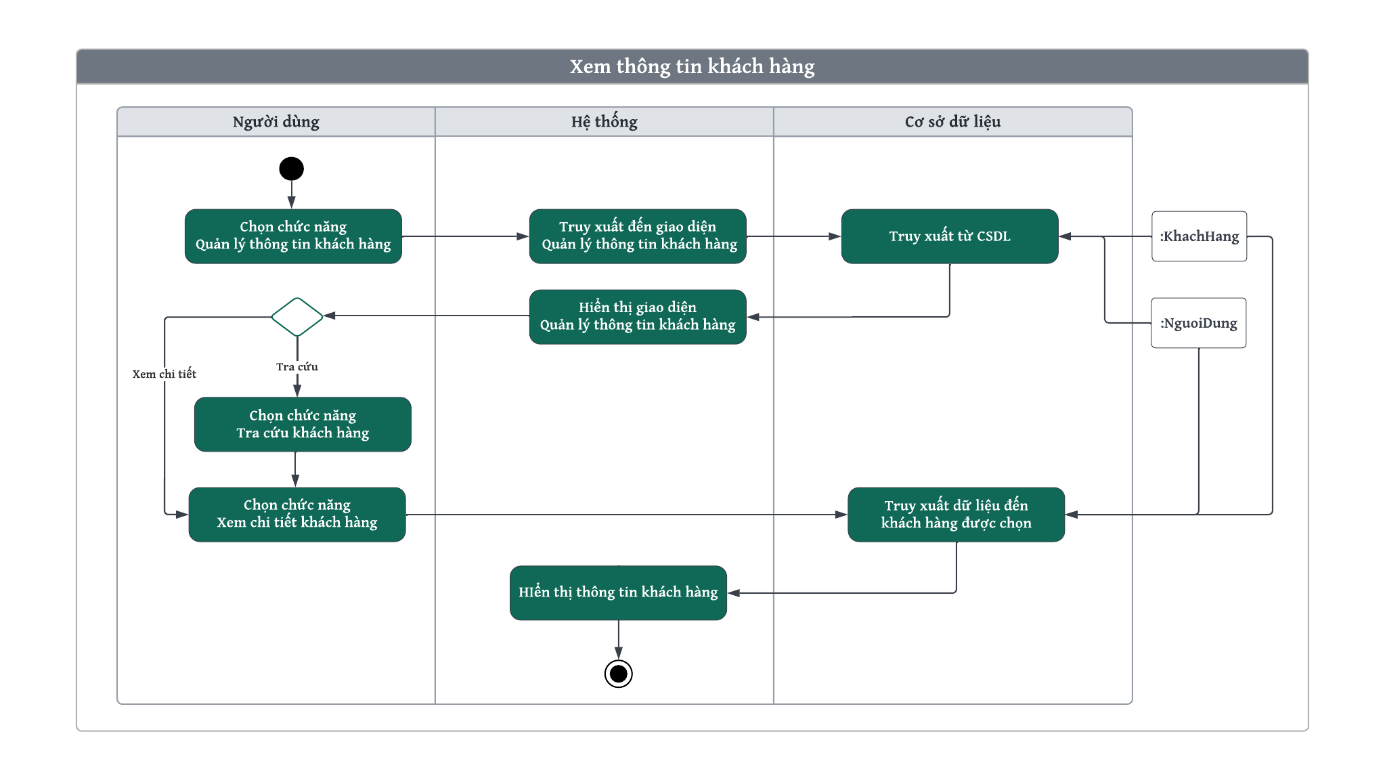 Xem thông tin khách hàng
Người dùng
Hệ thống
Cơ sở dữ liệu
Chọn chức năng
Quản lý thông tin khách hàng
Truy xuất đến giao diện
Quản lý thông tin khách hàng
Truy xuất từ CSDL
:KhachHang
Hiển thị giao diện
Quản lý thông tin khách hàng
:NguoiDung
Xem chi tiết
Tra cứu
Chọn chức năng
Tra cứu khách hàng
Chọn chức năng
Xem chi tiết khách hàng
Truy xuất dữ liệu đến
khách hàng được chọn
HIển thị thông tin khách hàng